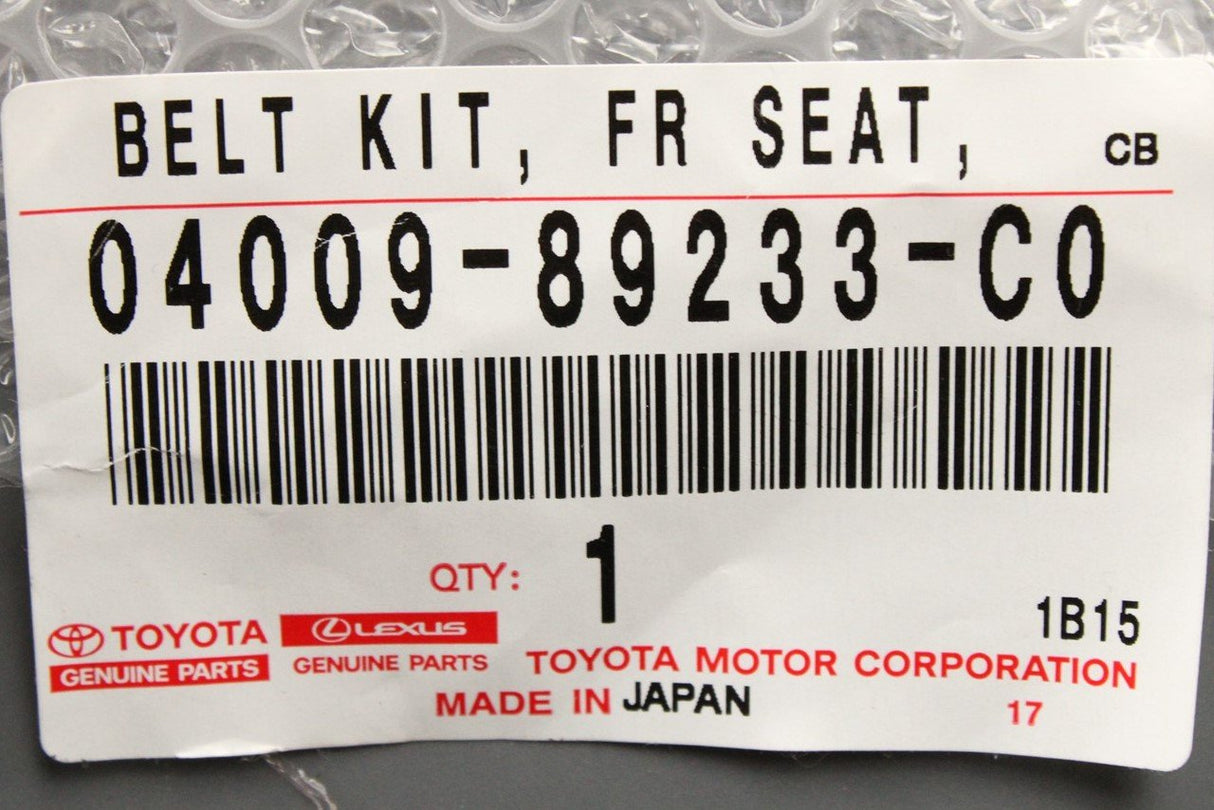 BELT KIT, FR SEAT, CB
04009-89233-C0
QTY: 1
1B15
TOYOTA LEXUS
GENUINE PARTS GENUINE PARTS TOYOTA MOTOR CORPORATION
MADE IN JAPAN 17